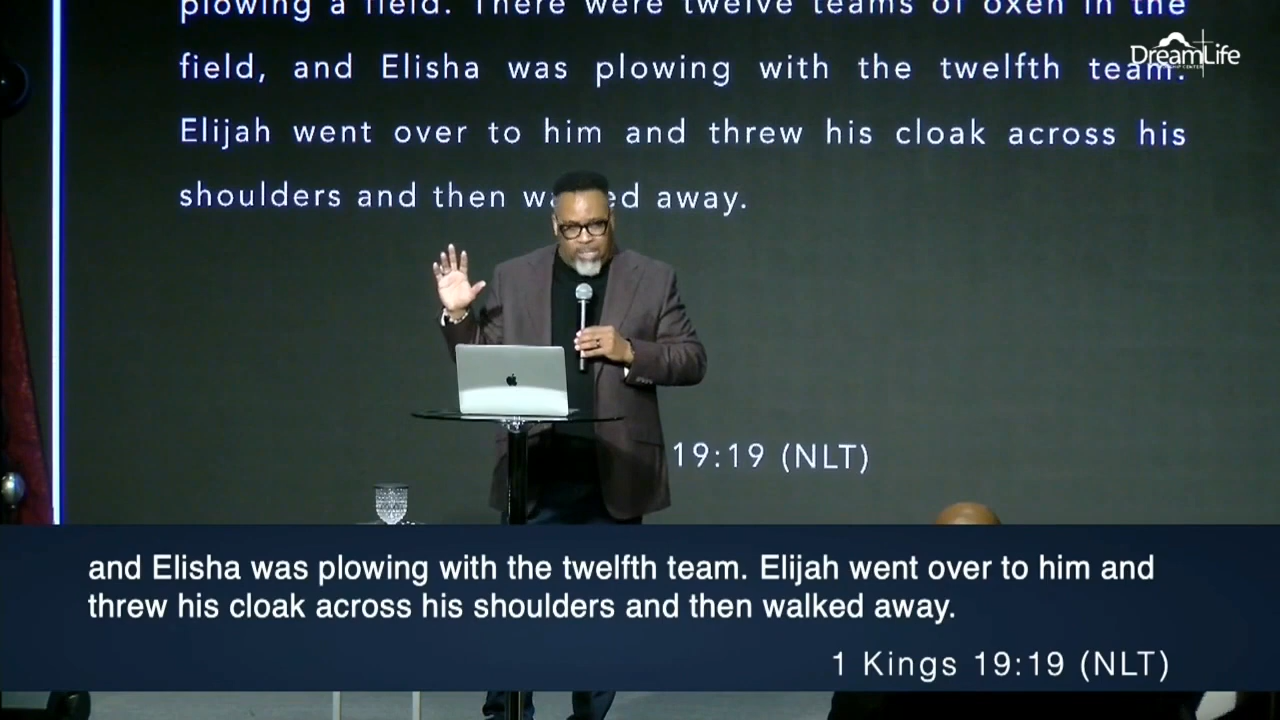 plowing a field. There were twelve teams of oxen in the
field, and Elisha was plowing with the twelfth team.
Elijah went over to him and threw his cloak across his
shoulders and then wa ed away.
19:19 (NLT)
DreamLife
and Elisha was plowing with the twelfth team. Elijah went over to him and
threw his cloak across his shoulders and then walked away.
1 Kings 19:19 (NLT)